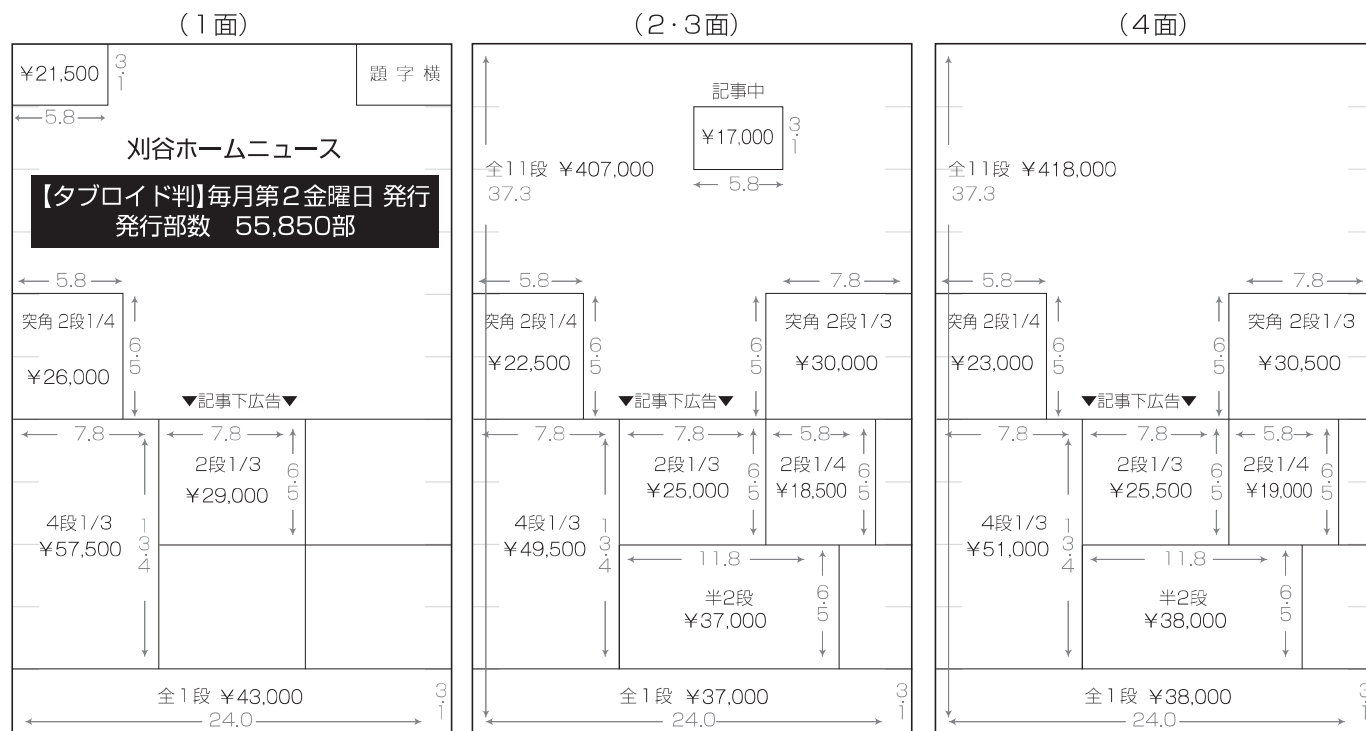 (1面)
¥21,500
3.1
題字横
5.8
刈谷ホームニュース
【タブロイド判】毎月第2金曜日 発行
発行部数 55,850部
5.8
突角 2段1/4
¥26,000
6.5
▼記事下広告▼
7.8
7.8
2段1/3
¥29,000
6.5
4段1/3
¥57,500
13.4
全1段 ¥43,000
3.1
24.0
(2・3面)
記事中
¥17,000
3.1
5.8
全11段 ¥407,000
37.3
5.8
7.8
突角 2段1/4
¥22,500
6.5
突角 2段1/3
¥30,000
6.5
▼記事下広告▼
7.8
7.8
5.8
2段1/3
¥25,000
6.5
2段1/4
¥18,500
6.5
4段1/3
¥49,500
13.4
11.8
半2段
¥37,000
6.5
全1段 ¥37,000
3.1
24.0
(4面)
全11段 ¥418,000
37.3
5.8
7.8
突角 2段1/4
¥23,000
6.5
突角 2段1/3
¥30,500
6.5
▼記事下広告▼
7.8
7.8
5.8
2段1/3
¥25,500
6.5
2段1/4
¥19,000
6.5
4段1/3
¥51,000
13.4
11.8
半2段
¥38,000
6.5
全1段 ¥38,000
3.1
24.0